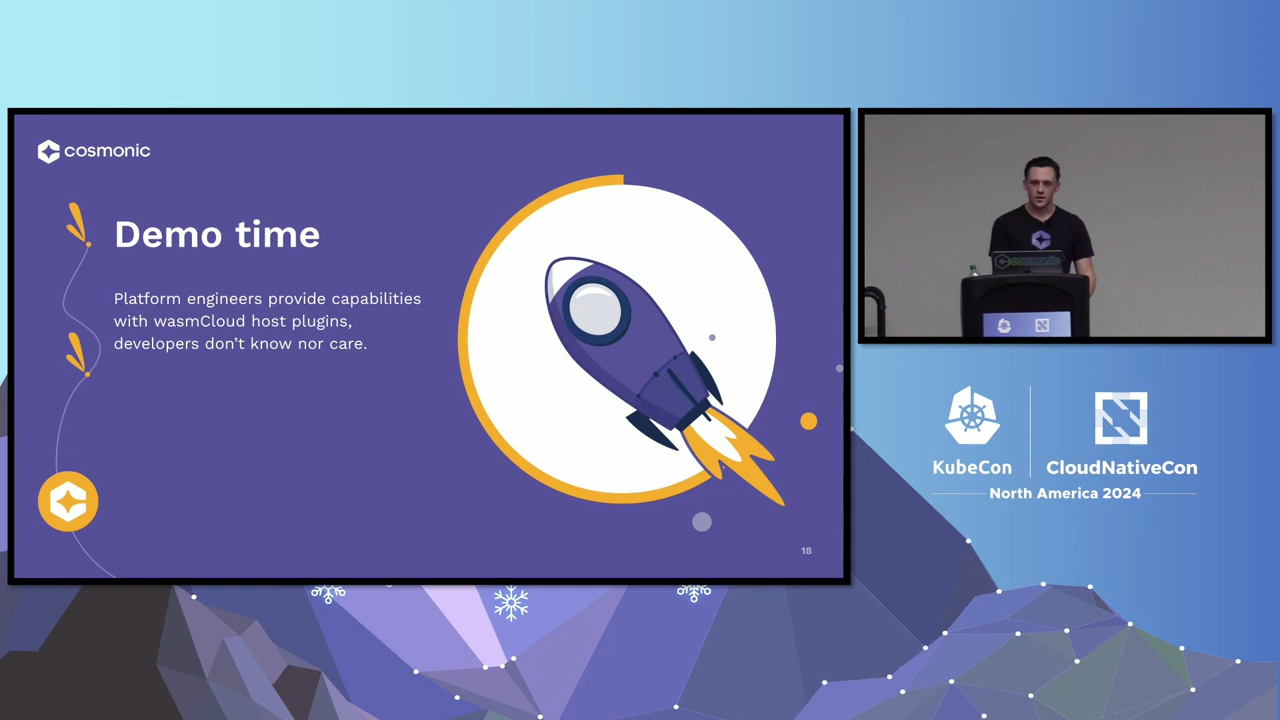 cosmonic
Demo time
Platform engineers provide capabilities
with wasmCloud host plugins,
developers don't know nor care.
18
cosmonic
KubeCon
CloudNativeCon
North America 2024